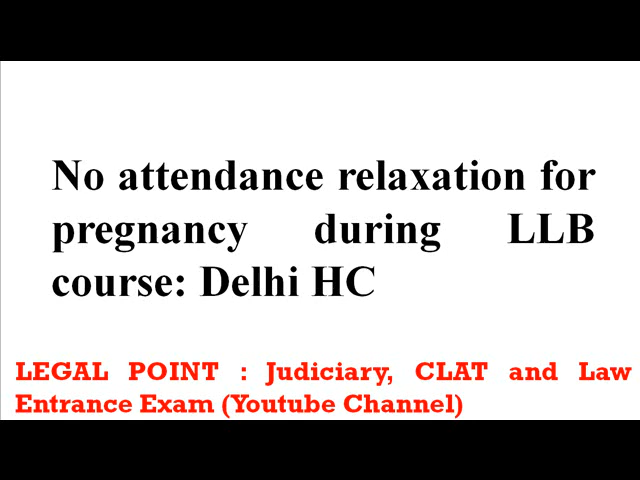 No attendance relaxation for
pregnancy during LLB
course: Delhi HC
LEGAL POINT : Judiciary, CLAT and Law
Entrance Exam (Youtube Channel)